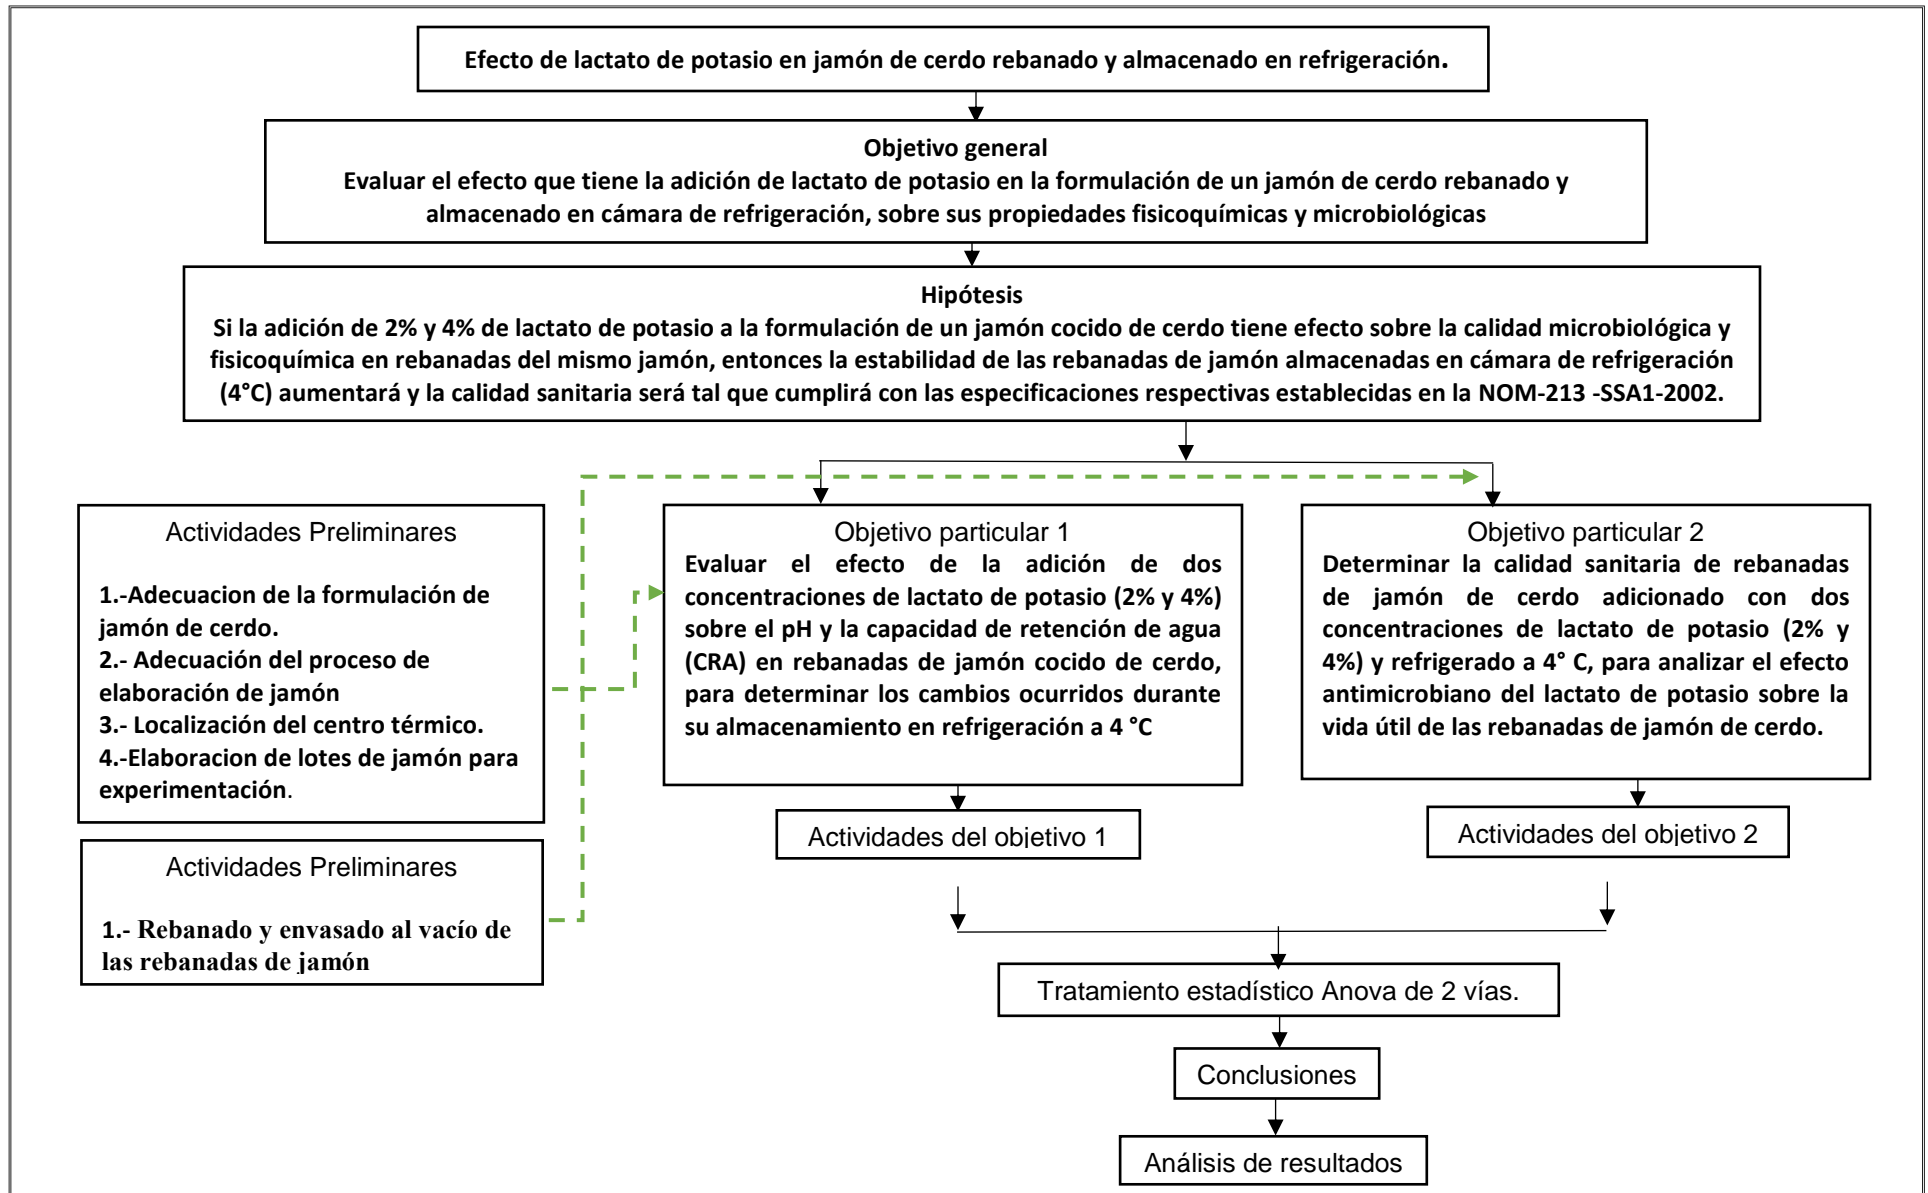 Efecto de lactato de potasio en jamón de cerdo rebanado y almacenado en refrigeración.
Objetivo general
Evaluar el efecto que tiene la adición de lactato de potasio en la formulación de un jamón de cerdo rebanado y
almacenado en cámara de refrigeración, sobre sus propiedades fisicoquímicas y microbiológicas
Hipótesis
Si la adición de 2% y 4% de lactato de potasio a la formulación de un jamón cocido de cerdo tiene efecto sobre la calidad microbiológica y
fisicoquímica en rebanadas del mismo jamón, entonces la estabilidad de las rebanadas de jamón almacenadas en cámara de refrigeración
(4°C) aumentará y la calidad sanitaria será tal que cumplirá con las especificaciones respectivas establecidas en la NOM-213 -SSA1-2002.
Actividades Preliminares
1.-Adecuacion de la formulación de
jamón de cerdo.
2.- Adecuación del proceso de
elaboración de jamón
3.- Localización del centro térmico.
4.-Elaboracion de lotes de jamón para
experimentación.
Objetivo particular 1
Evaluar el efecto de la adición de dos
concentraciones de lactato de potasio (2% y 4%)
sobre el pH y la capacidad de retención de agua
(CRA) en rebanadas de jamón cocido de cerdo,
para determinar los cambios ocurridos durante
su almacenamiento en refrigeración a 4 °C
Objetivo particular 2
Determinar la calidad sanitaria de rebanadas
de jamón de cerdo adicionado con dos
concentraciones de lactato de potasio (2% y
4%) y refrigerado a 4° C, para analizar el efecto
antimicrobiano del lactato de potasio sobre la
vida útil de las rebanadas de jamón de cerdo.
Actividades Preliminares
1.- Rebanado y envasado al vacío de
las rebanadas de jamón
Actividades del objetivo 1
Actividades del objetivo 2
Tratamiento estadístico Anova de 2 vías.
Conclusiones
Análisis de resultados